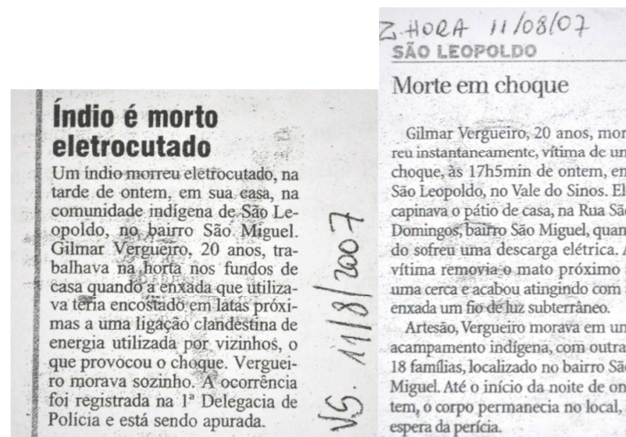 Índio é morto
eletrocutado
Um índio morreu eletrocutado, na
tarde de ontem, em sua casa, na
comunidade indígena de São Le-
opoldo, no bairro São Miguel.
Gilmar Vergueiro, 20 anos, tra-
balhava na horta nos fundos de
casa quando a enxada que utiliza-
va teria encostado em latas próxi-
mas a uma ligação clandestina de
energia utilizada por vizinhos, o
que provocou o choque. Verguei-
ro morava sozinho. A ocorrência
foi registrada na 1ª Delegacia de
Polícia e está sendo apurada.
VS. 11/8/2007
Z. HORA 11/08/07
SÃO LEOPOLDO
Morte em choque
Gilmar Vergueiro, 20 anos, mor
reu instantaneamente, vítima de un
choque, às 17h5min de ontem, en
São Leopoldo, no Vale do Sinos. El
capinava o pátio de casa, na Rua Sã
Domingos, bairro São Miguel, quan
do sofreu uma descarga elétrica. A
vítima removia o mato próximo
uma cerca e acabou atingindo com
enxada um fio de luz subterrâneo.
Artesão, Vergueiro morava em un
acampamento indígena, com outra
18 famílias, localizado no bairro Sã
Miguel. Até o início da noite de on
tem, o corpo permanecia no local,
espera da perícia.